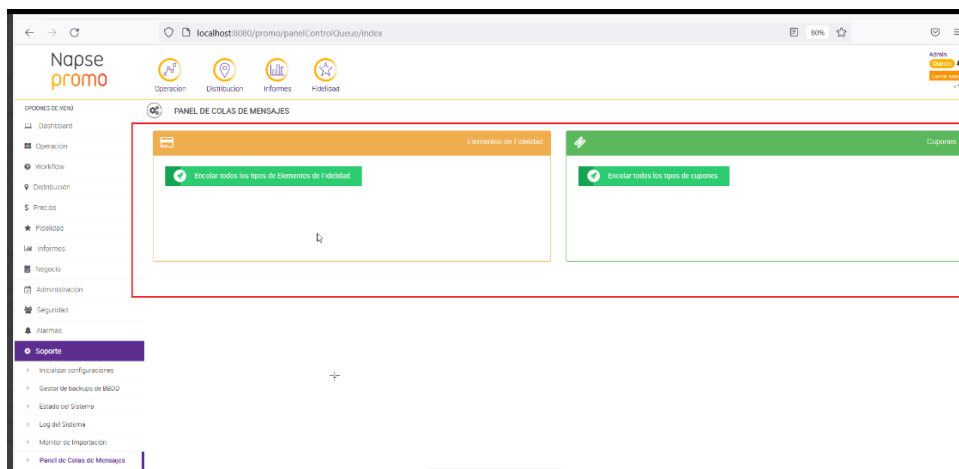 localhost:8080/promo/panelControlQueue/index
80%
Napse
promo
Operacion
Distribucion
Informes
Fidelidad
Admin
OPCIONES DE MENÚ
PANEL DE COLAS DE MENSAJES
Dashboard
Operacion
Workflow
Distribución
Precios
Fidelidad
Informes
Negocio
Administración
Seguridad
Alarmas
Soporte
Inicializar configuraciones
Gestor de backups de BBDD
Estado del Sistema
Log del Sistema
Monitor de Importación
Panel de Colas de Mensajes
Elementos de Fidelidad
Encolar todos los tipos de Elementos de Fidelidad
Cupones
Encolar todos los tipos de cupones